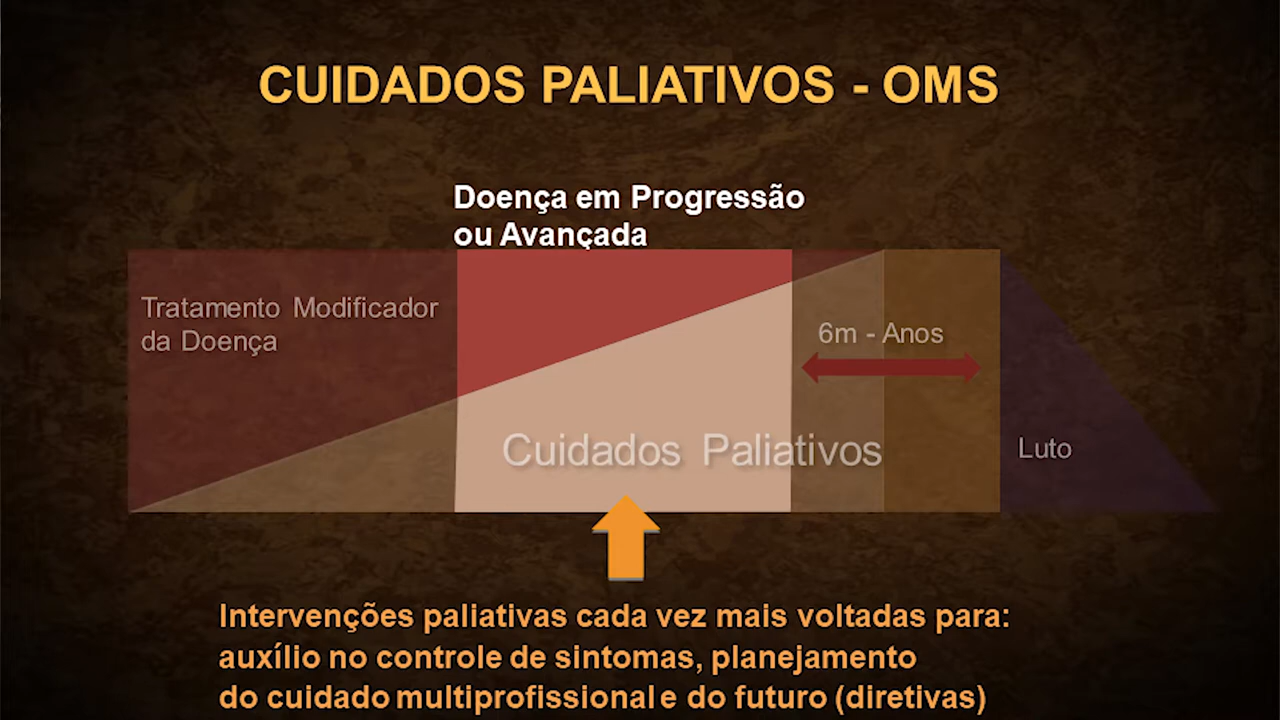 CUIDADOS PALIATIVOS - OMS
Doença em Progressão
ou Avançada
Tratamento Modificador
da Doença
6m - Anos
Cuidados Paliativos
Luto
Intervenções paliativas cada vez mais voltadas para:
auxílio no controle de sintomas, planejamento
do cuidado multiprofissional e do futuro (diretivas)